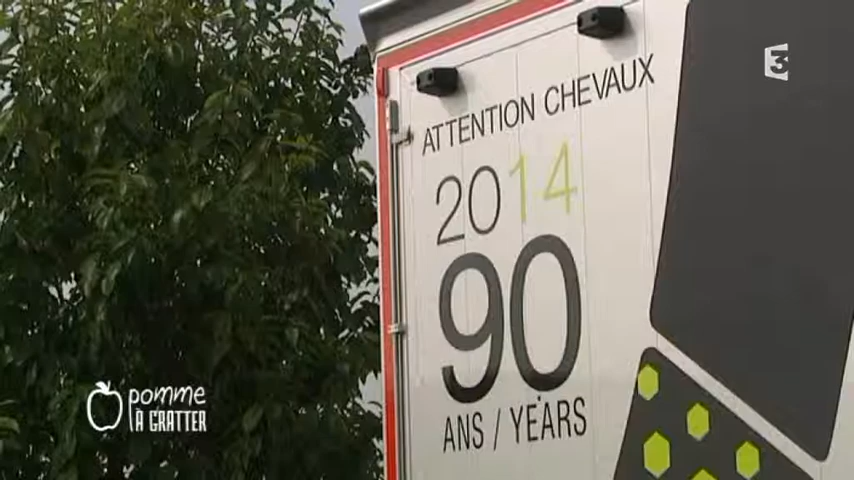 3
ATTENTION CHEVAUX
2014
90
ANS / YEARS
pomme
À GRATTER